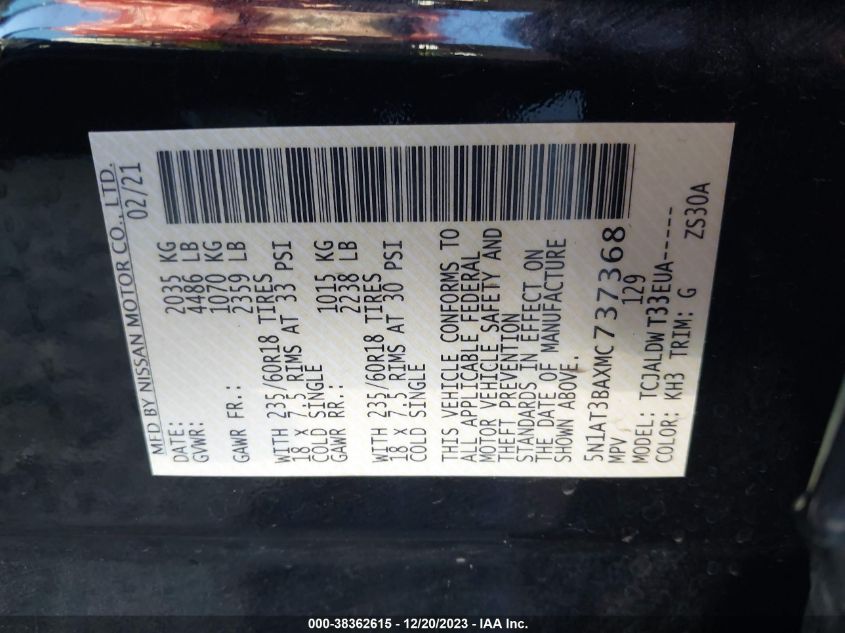 MFD BY NISSAN MOTOR CO., LTD.
DATE: 02/21
GVWR: 2035 KG
4486 LB
GAWR FR.: 1070 KG
2359 LB
WITH 235/60R18 TIRES
18 X 7.5 RIMS AT 33 PSI
COLD SINGLE
GAWR RR.: 1015 KG
2238 LB
WITH 235/60R18 TIRES
18 X 7.5 RIMS AT 30 PSI
COLD SINGLE
THIS VEHICLE CONFORMS TO
ALL APPLICABLE FEDERAL
MOTOR VEHICLE SAFETY AND
THEFT PREVENTION
STANDARDS IN EFFECT ON
THE DATE OF MANUFACTURE
SHOWN ABOVE.
5N1AT3BAXMC737368
MPV 129
MODEL: TCJALDW T33EUA-----
COLOR: KH3 TRIM: G ZS30A
000-38362615 - 12/20/2023 - IAA Inc.